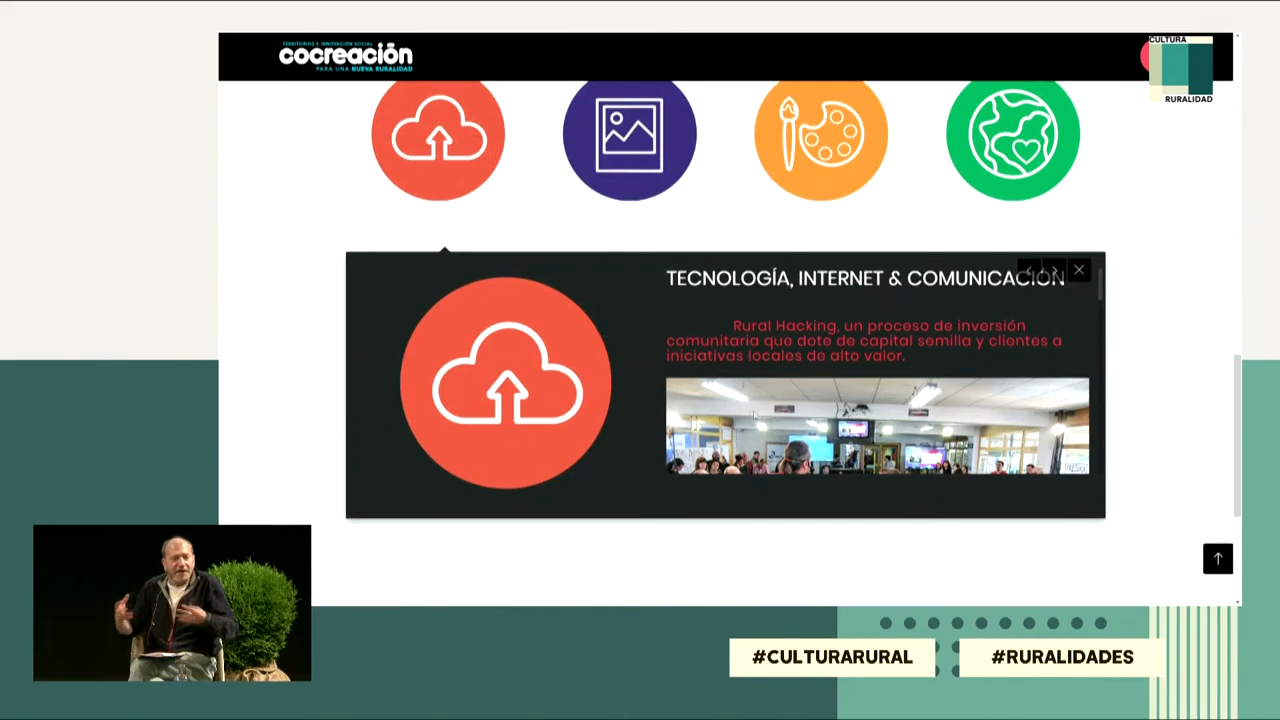 TERRITORIOS E INNOVACIÓN SOCIAL
cocreación
PARA UNA NUEVA RURALIDAD
CULTURA
RURALIDAD
TECNOLOGÍA, INTERNET & COMUNICACIÓN
Rural Hacking, un proceso de inversión
comunitaria que dote de capital semilla y clientes a
iniciativas locales de alto valor.
#CULTURARURAL
#RURALIDADES